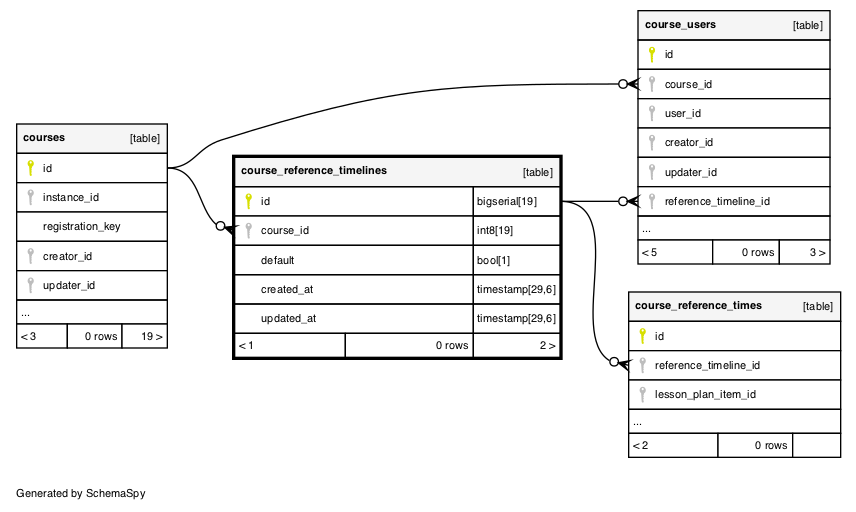 courses [table]
id
instance_id
registration_key
creator_id
updater_id
...
< 3 0 rows 19 >
course_reference_timelines [table]
id bigserial[19]
course_id int8[19]
default bool[1]
created_at timestamp[29,6]
updated_at timestamp[29,6]
< 1 0 rows 2 >
course_users [table]
id
course_id
user_id
creator_id
updater_id
reference_timeline_id
...
< 5 0 rows 3 >
course_reference_times [table]
id
reference_timeline_id
lesson_plan_item_id
...
< 2 0 rows
Generated by SchemaSpy